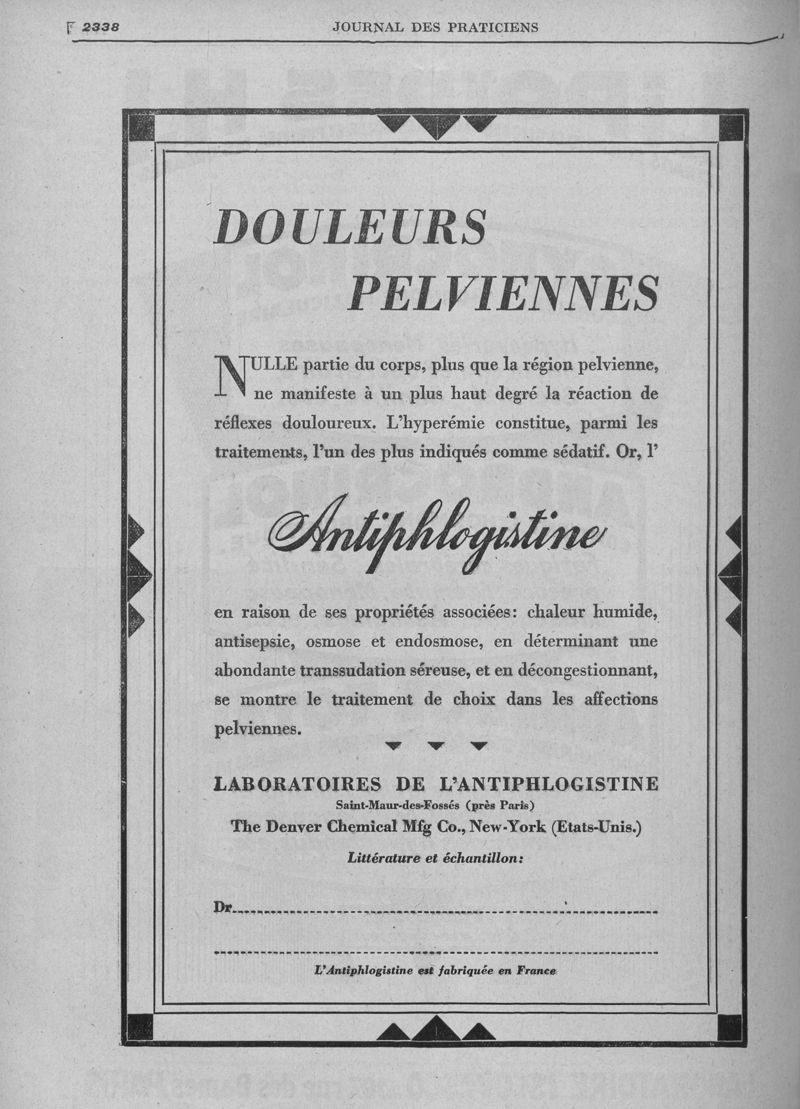 2338
JOURNAL DES PRATICIENS
DOULEURS
PELVIENNES
NULLE partie du corps, plus que la région pelvienne,
ne manifeste à un plus haut degré la réaction de
réflexes douloureux. L'hyperémie constitue, parmi les
traitements, l'un des plus indiqués comme sédatif. Or, l'
Antiphlogistine
en raison de ses propriétés associées: chaleur humide,
antisepsie, osmose et endosmose, en déterminant une
abondante transsudation séreuse, et en décongestionnant,
se montre le traitement de choix dans les affections
pelviennes.
LABORATOIRES DE L'ANTIPHLOGISTINE
Saint-Maur-des-Fossés (près Paris)
The Denver Chemical Mfg Co., New-York (Etats-Unis.)
Littérature et échantillon:
Dr
L'Antiphlogistine est fabriquée en France